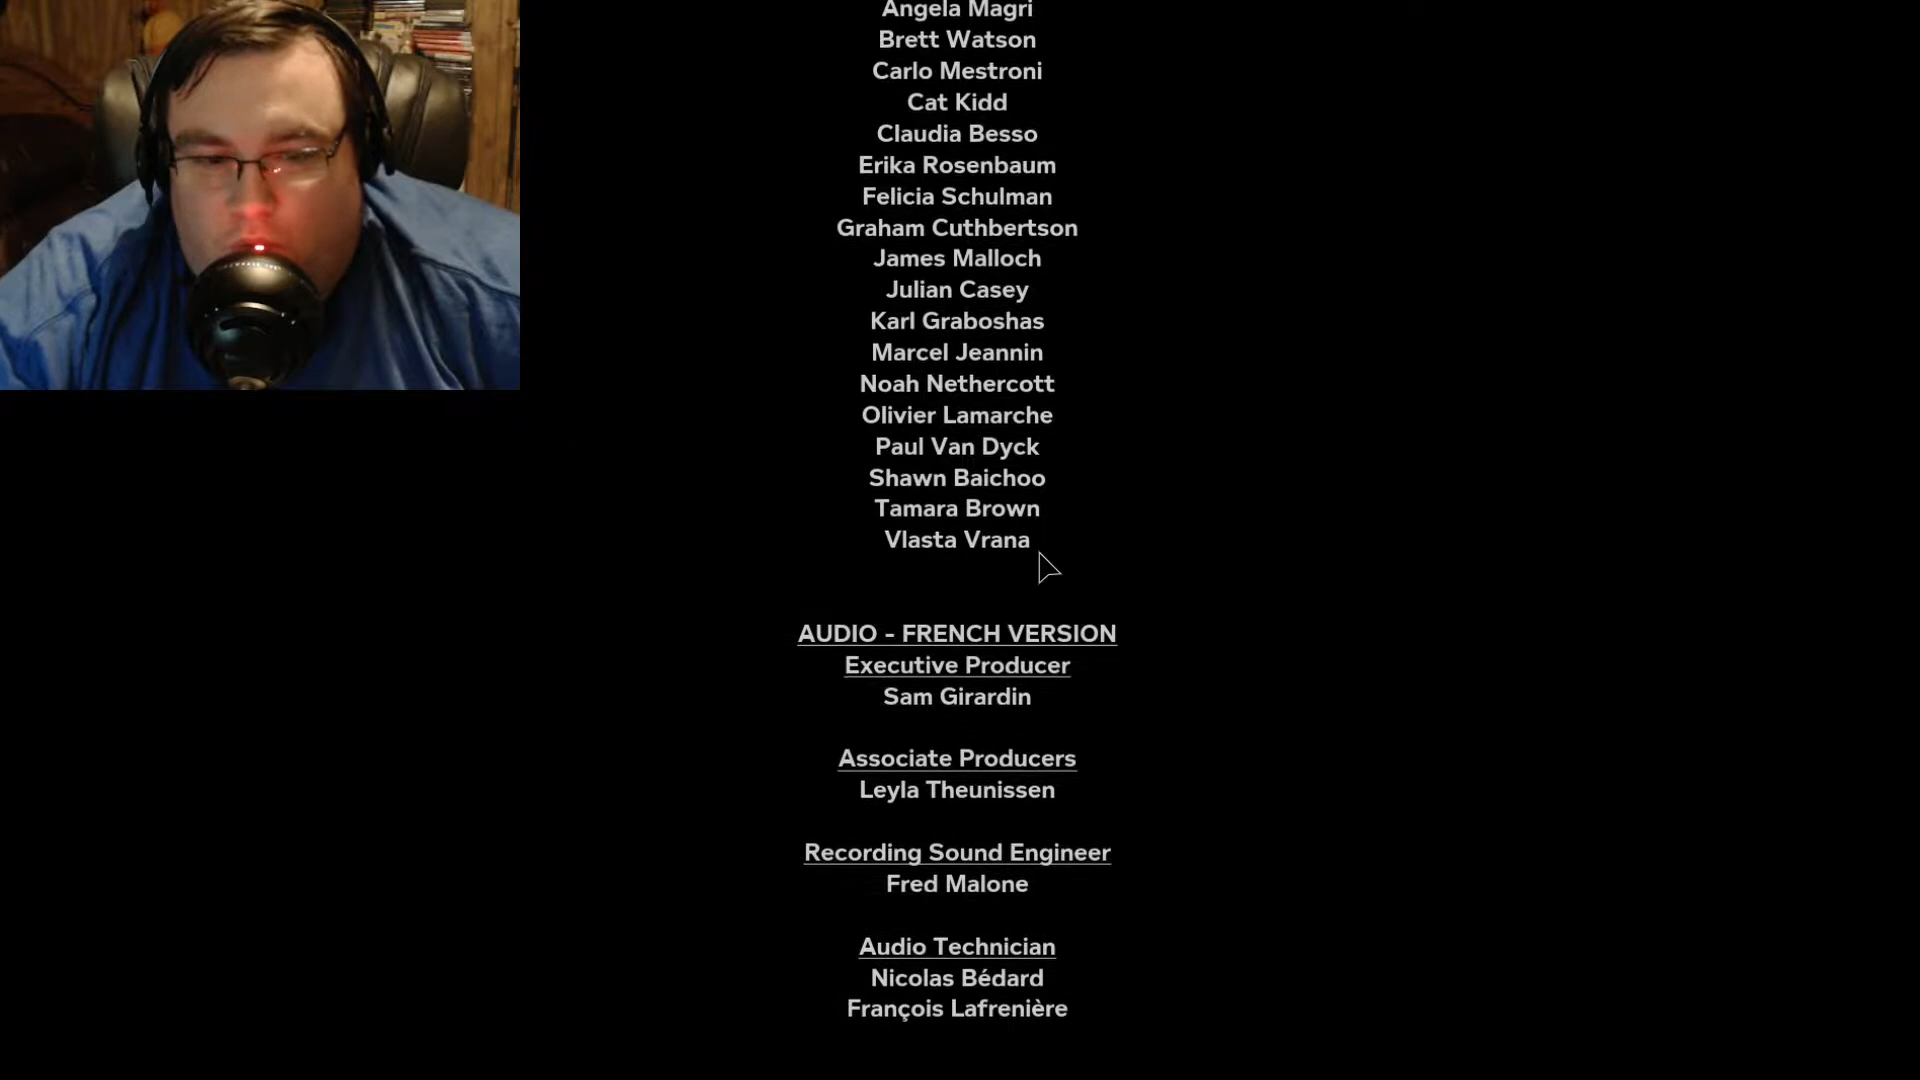 Angela Magri
Brett Watson
Carlo Mestroni
Cat Kidd
Claudia Besso
Erika Rosenbaum
Felicia Schulman
Graham Cuthbertson
James Malloch
Julian Casey
Karl Graboshas
Marcel Jeannin
Noah Nethercott
Olivier Lamarche
Paul Van Dyck
Shawn Baichoo
Tamara Brown
Vlasta Vrana
AUDIO - FRENCH VERSION
Executive Producer
Sam Girardin
Associate Producers
Leyla Theunissen
Recording Sound Engineer
Fred Malone
Audio Technician
Nicolas Bédard
François Lafrenière